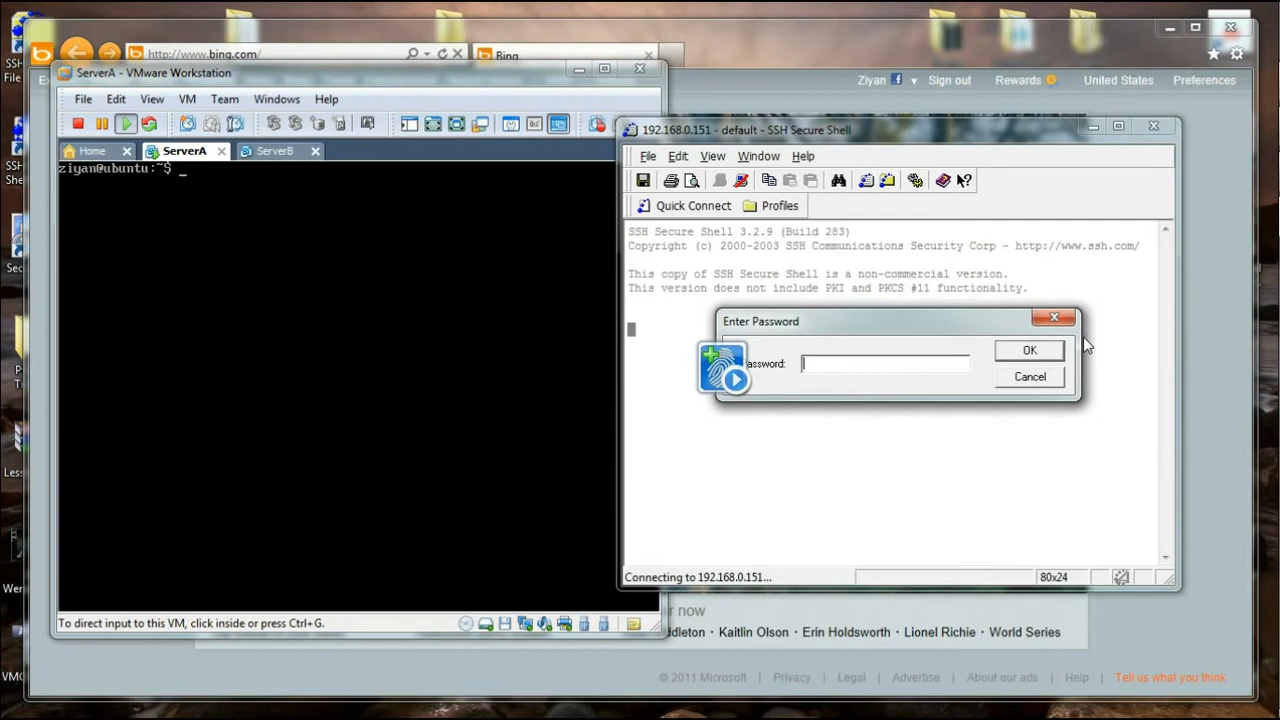 SSH
File
http://www.bing.com/
Bing
Ziyan
Sign out
Rewards
United States
Preferences
ServerA - VMware Workstation
File Edit View VM Team Windows Help
Home
ServerA
ServerB
ziyan@ubuntu:~$ _
To direct input to this VM, click inside or press Ctrl+G.
192.168.0.151 - default - SSH Secure Shell
File Edit View Window Help
Quick Connect
Profiles
SSH Secure Shell 3.2.9 (Build 283)
Copyright (c) 2000-2003 SSH Communications Security Corp - http://www.ssh.com/
This copy of SSH Secure Shell is a non-commercial version.
This version does not include PKI and PKCS #11 functionality.
Enter Password
assword:
OK
Cancel
Connecting to 192.168.0.151...
80x24
r now
ddleton · Kaitlin Olson · Erin Holdsworth · Lionel Richie · World Series
© 2011 Microsoft | Privacy | Legal | Advertise | About our ads | Help | Tell us what you think